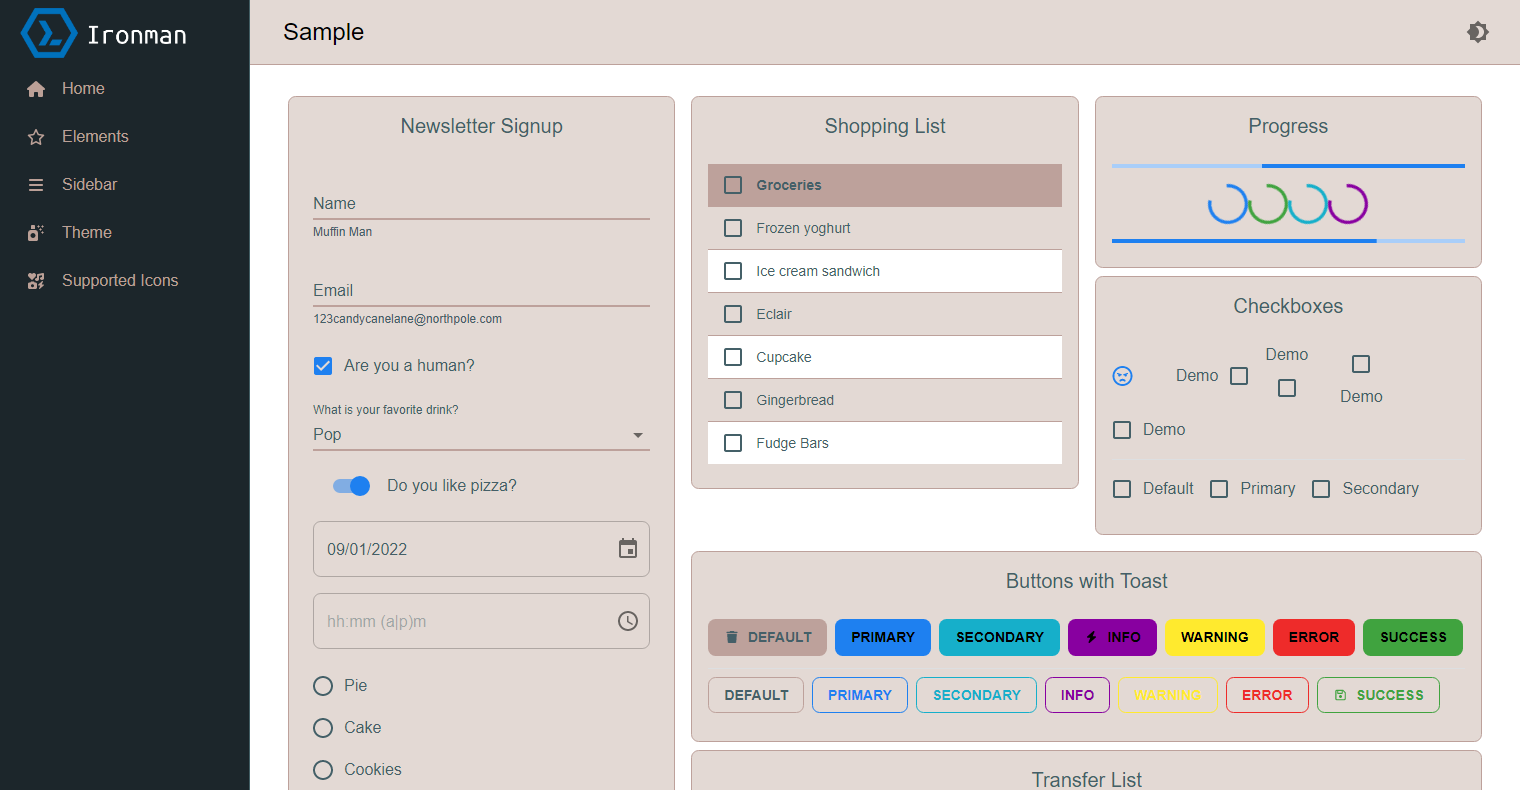 Ironman
Home
Elements
Sidebar
Theme
Supported Icons
Sample
Newsletter Signup
Name
Muffin Man
Email
123candycanelane@northpole.com
Are you a human?
What is your favorite drink?
Pop
Do you like pizza?
09/01/2022
hh:mm (a|p)m
Pie
Cake
Cookies
Shopping List
Groceries
Frozen yoghurt
Ice cream sandwich
Eclair
Cupcake
Gingerbread
Fudge Bars
Progress
Checkboxes
Demo
Demo
Demo
Demo
Default Primary Secondary
Buttons with Toast
DEFAULT PRIMARY SECONDARY INFO WARNING ERROR SUCCESS
DEFAULT PRIMARY SECONDARY INFO WARNING ERROR SUCCESS
Transfer List